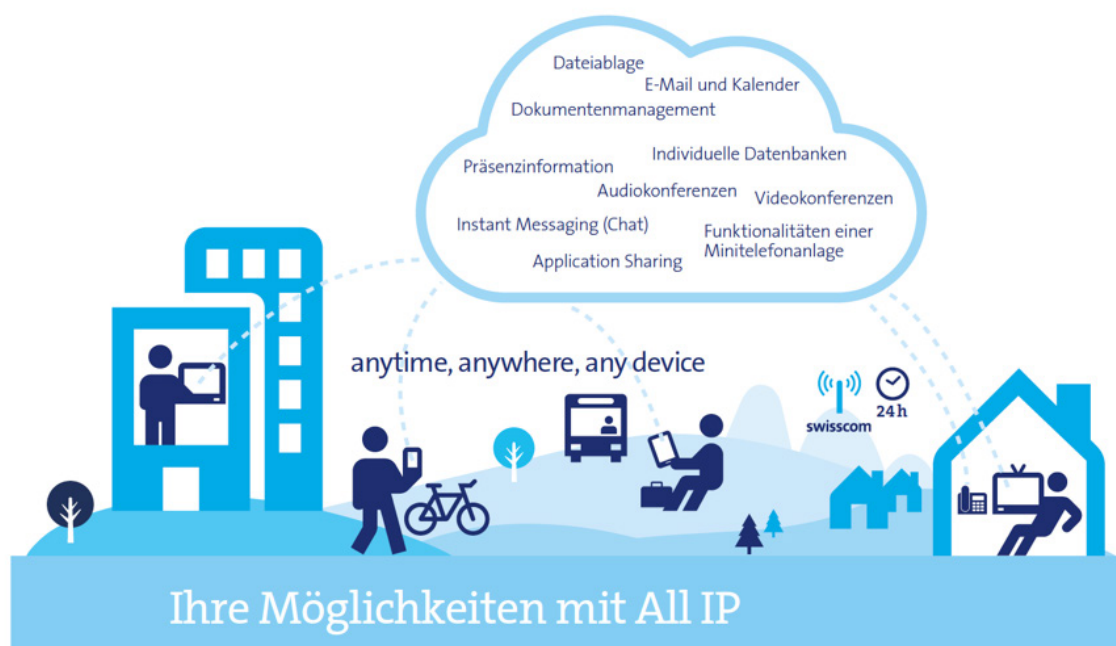 Dateiablage
E-Mail und Kalender
Dokumentenmanagement
Individuelle Datenbanken
Präsenzinformation
Audiokonferenzen
Videokonferenzen
Instant Messaging (Chat)
Funktionalitäten einer
Minitelefonanlage
Application Sharing
anytime, anywhere, any device
swisscom
24h
Ihre Möglichkeiten mit All IP